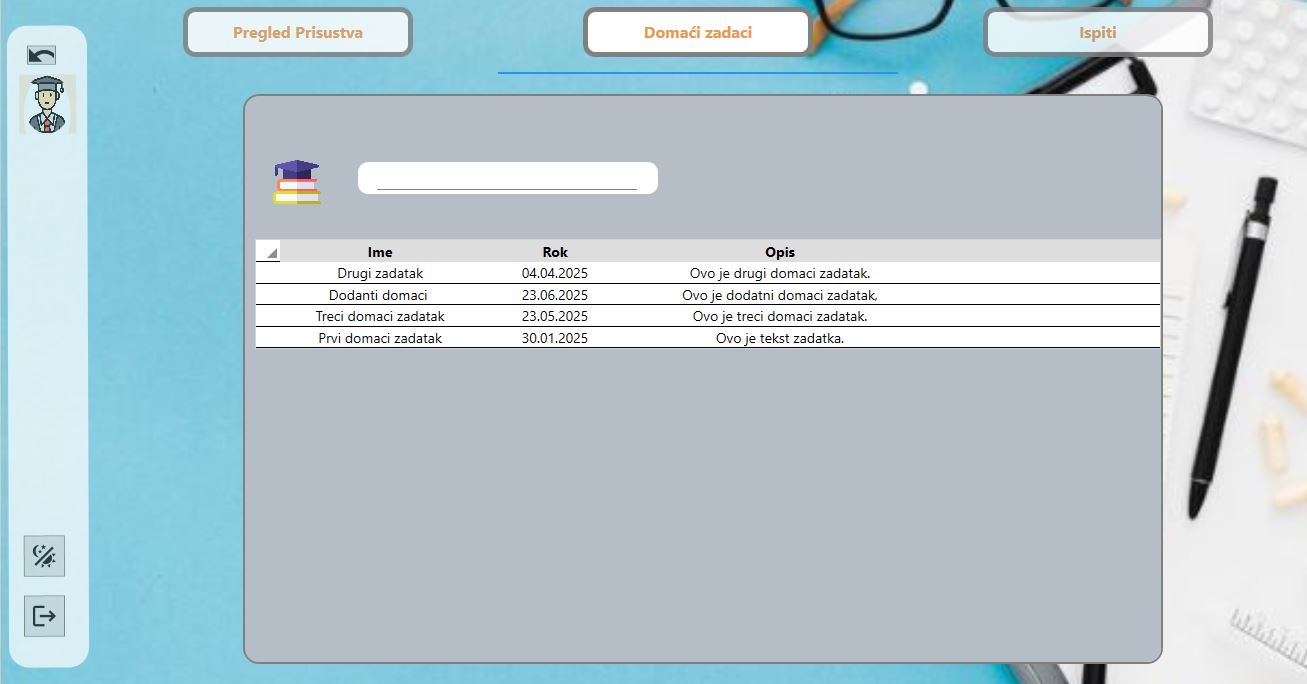 Pregled Prisustva
Domaći zadaci
Ispiti
Ime Rok Opis
Drugi zadatak 04.04.2025 Ovo je drugi domaci zadatak.
Dodanti domaci 23.06.2025 Ovo je dodatni domaci zadatak,
Treci domaci zadatak 23.05.2025 Ovo je treci domaci zadatak.
Prvi domaci zadatak 30.01.2025 Ovo je tekst zadatka.